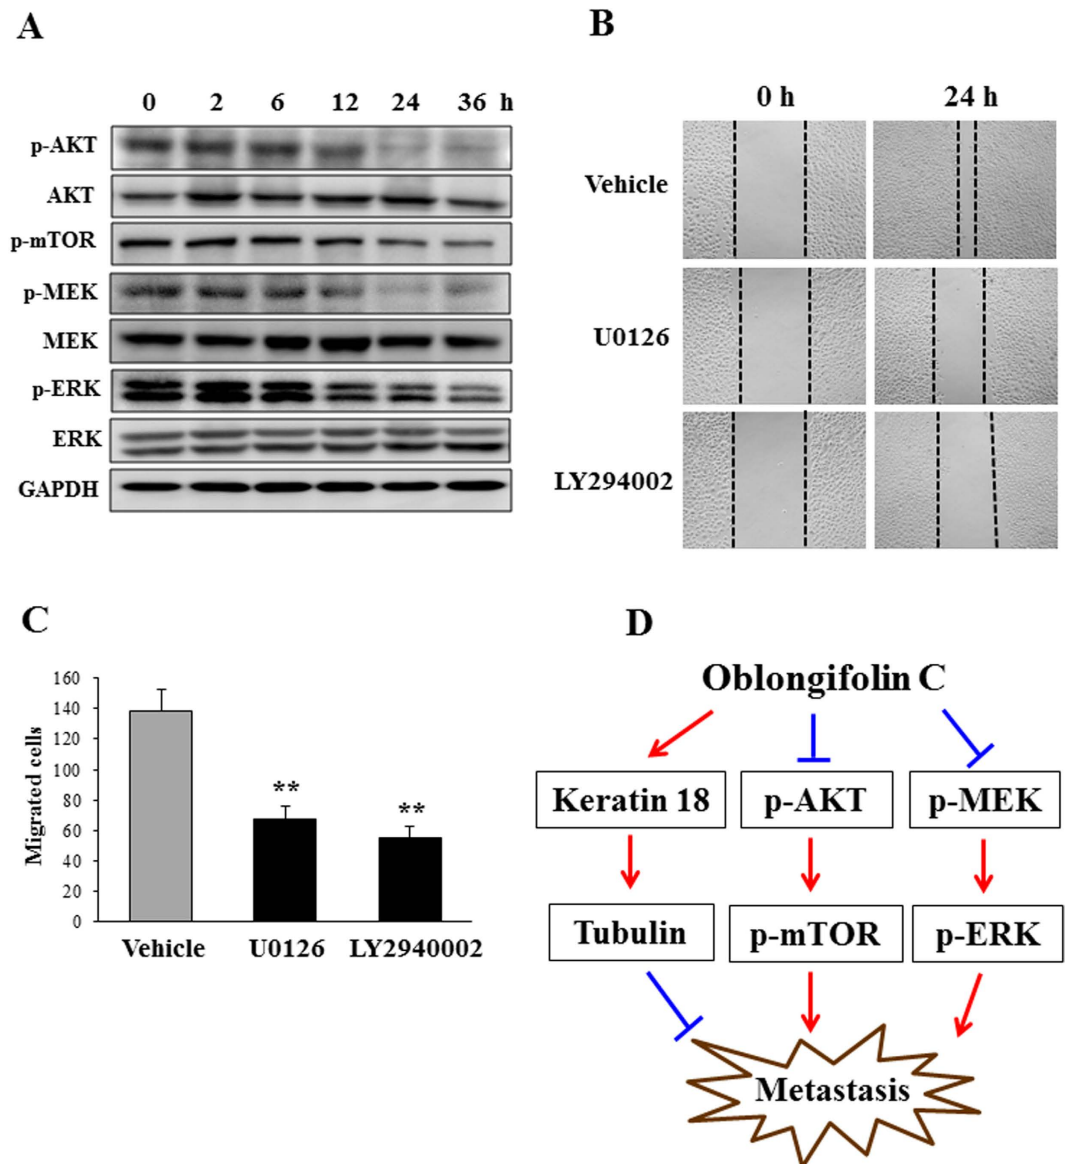 A
0 2 6 12 24 36 h
p-AKT
AKT
p-mTOR
p-MEK
MEK
p-ERK
ERK
GAPDH
B
0 h 24 h
Vehicle
U0126
LY294002
C
160
140
120
100
80
60
40
20
0
Migrated cells
** **
Vehicle U0126 LY2940002
D
Oblongifolin C
Keratin 18 p-AKT p-MEK
Tubulin p-mTOR p-ERK
Metastasis